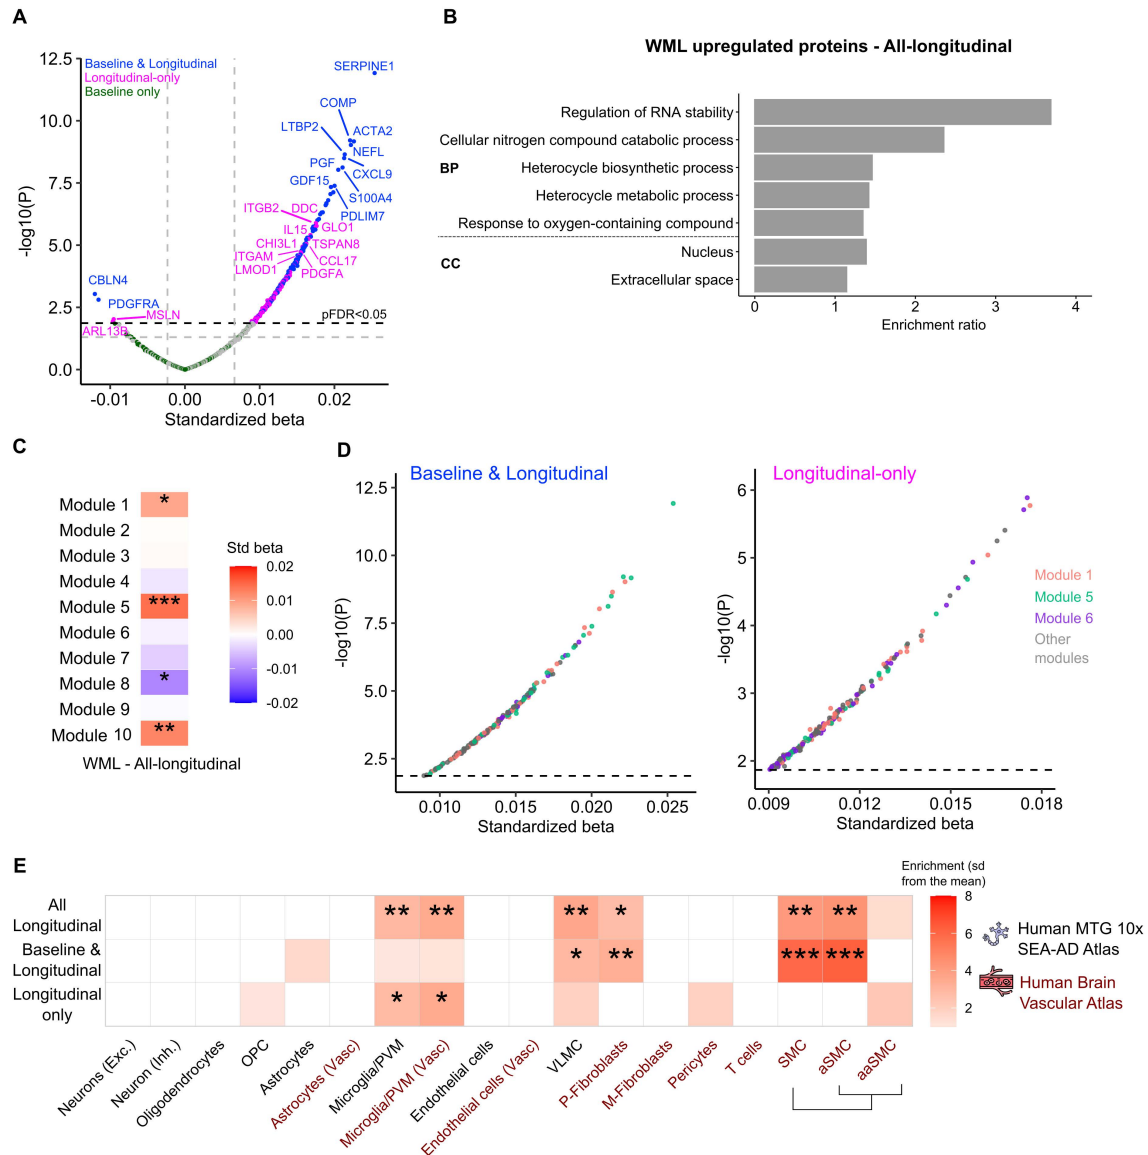 A
12.5
10.0
7.5
5.0
2.5
0.0
-log10(P)
Baseline & Longitudinal
Longitudinal-only
Baseline only
SERPINE1
COMP
LTBP2
ACTA2
NEFL
PGF
CXCL9
GDF15
S100A4
ITGB2
DDC
PDLIM7
IL15
GLO1
CHI3L1
TSPAN8
ITGAM
CCL17
LMOD1
PDGFA
CBLN4
PDGFRA
MSLN
ARL13B
pFDR<0.05
-0.01
0.00
0.01
0.02
Standardized beta
B
WML upregulated proteins - All-longitudinal
Regulation of RNA stability
Cellular nitrogen compound catabolic process
BP
Heterocycle biosynthetic process
Heterocycle metabolic process
Response to oxygen-containing compound
CC
Nucleus
Extracellular space
0
1
2
3
4
Enrichment ratio
C
Module 1
*
Module 2
Module 3
Module 4
Module 5
***
Module 6
Module 7
Module 8
*
Module 9
Module 10
**
WML - All-longitudinal
Std beta
0.02
0.01
0.00
-0.01
-0.02
D
Baseline & Longitudinal
12.5
10.0
7.5
5.0
2.5
-log10(P)
0.010
0.015
0.020
0.025
Standardized beta
Longitudinal-only
6
5
4
3
2
-log10(P)
0.009
0.012
0.015
0.018
Standardized beta
Module 1
Module 5
Module 6
Other
modules
E
All
Longitudinal
** ** ** * ** **
Baseline &
Longitudinal
* ** *** ***
Longitudinal
only
* *
Neurons (Exc.)
Neuron (Inh.)
Oligodendrocytes
OPC
Astrocytes
Astrocytes (Vasc)
Microglia/PVM
Microglia/PVM (Vasc)
Endothelial cells
Endothelial cells (Vasc)
VLMC
P-Fibroblasts
M-Fibroblasts
Pericytes
T cells
SMC
aSMC
aaSMC
Enrichment (sd
from the mean)
8
6
4
2
Human MTG 10x
SEA-AD Atlas
Human Brain
Vascular Atlas